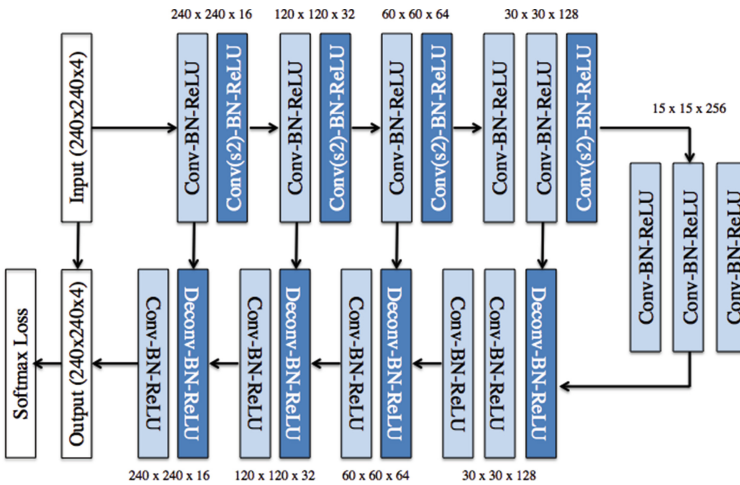 240 x 240 x 16
120 x 120 x 32
60 x 60 x 64
30 x 30 x 128
Input (240x240x4)
Conv-BN-ReLU
Conv(s2)-BN-ReLU
Conv-BN-ReLU
Conv(s2)-BN-ReLU
Conv-BN-ReLU
Conv(s2)-BN-ReLU
Conv-BN-ReLU
Conv-BN-ReLU
Conv(s2)-BN-ReLU
15 x 15 x 256
Conv-BN-ReLU
Conv-BN-ReLU
Conv-BN-ReLU
Softmax Loss
Output (240x240x4)
Conv-BN-ReLU
Deconv-BN-ReLU
Conv-BN-ReLU
Deconv-BN-ReLU
Conv-BN-ReLU
Deconv-BN-ReLU
Conv-BN-ReLU
Conv-BN-ReLU
Deconv-BN-ReLU
240 x 240 x 16
120 x 120 x 32
60 x 60 x 64
30 x 30 x 128